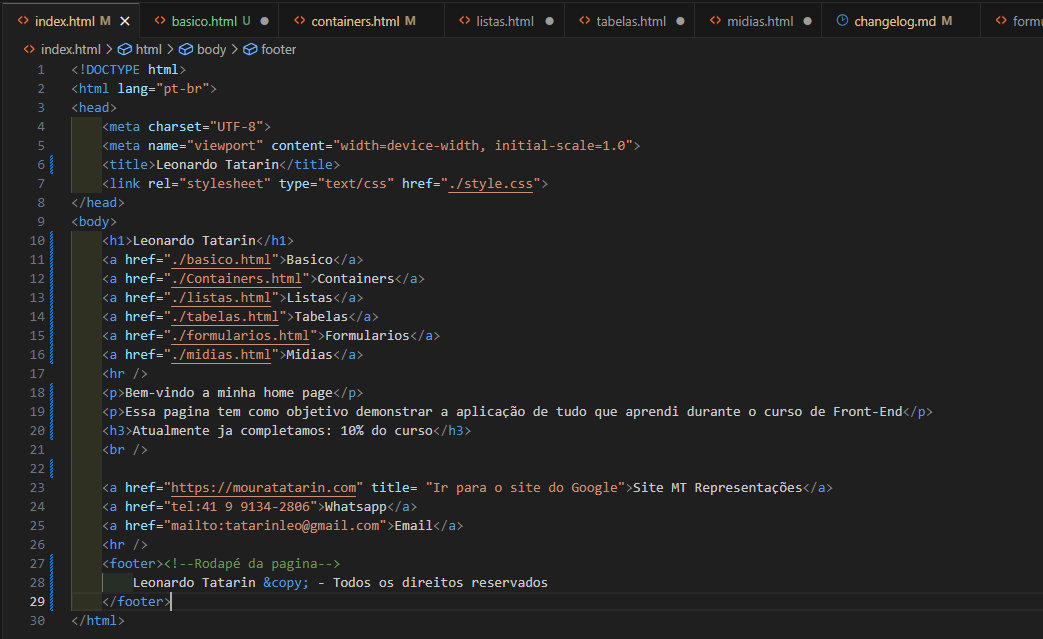 index.html M
basico.html U
containers.html M
listas.html
tabelas.html
midias.html
changelog.md M
index.html > html > body > footer
1 <!DOCTYPE html>
2 <html lang="pt-br">
3 <head>
4 <meta charset="UTF-8">
5 <meta name="viewport" content="width=device-width, initial-scale=1.0">
6 <title>Leonardo Tatarin</title>
7 <link rel="stylesheet" type="text/css" href="./style.css">
8 </head>
9 <body>
10 <h1>Leonardo Tatarin</h1>
11 <a href="./basico.html">Basico</a>
12 <a href="./Containers.html">Containers</a>
13 <a href="./listas.html">Listas</a>
14 <a href="./tabelas.html">Tabelas</a>
15 <a href="./formularios.html">Formularios</a>
16 <a href="./midias.html">Midias</a>
17 <hr />
18 <p>Bem-vindo a minha home page</p>
19 <p>Essa pagina tem como objetivo demonstrar a aplicação de tudo que aprendi durante o curso de Front-End</p>
20 <h3>Atualmente ja completamos: 10% do curso</h3>
21 <br />
22
23 <a href="https://mouratatarin.com" title= "Ir para o site do Google">Site MT Representações</a>
24 <a href="tel:41 9 9134-2806">Whatsapp</a>
25 <a href="mailto:tatarinleo@gmail.com">Email</a>
26 <hr />
27 <footer><!--Rodapé da pagina-->
28 Leonardo Tatarin &copy; - Todos os direitos reservados
29 </footer>
30 </html>